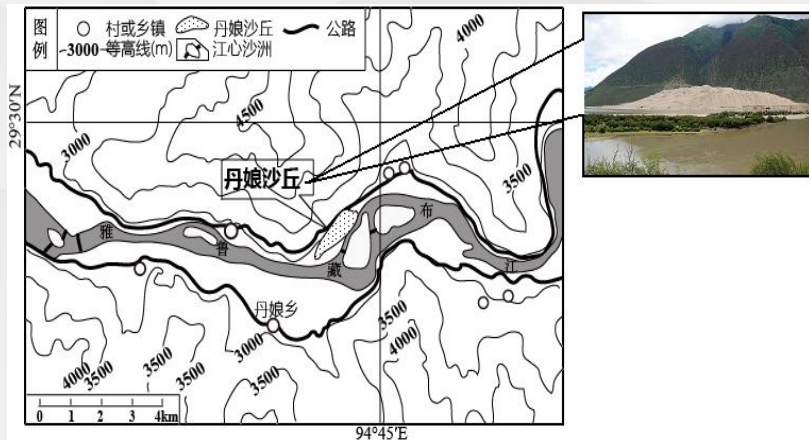 图例
村或乡镇
丹娘沙丘
公路
3000 等高线(m)
江心沙洲
29°30′N
4000
4500
3000
丹娘沙丘
3500
雅
鲁
藏
布
江
丹娘乡
3500
3000
4000
4000
3500
3500
3500
0 1 2 3 4km
94°45′E